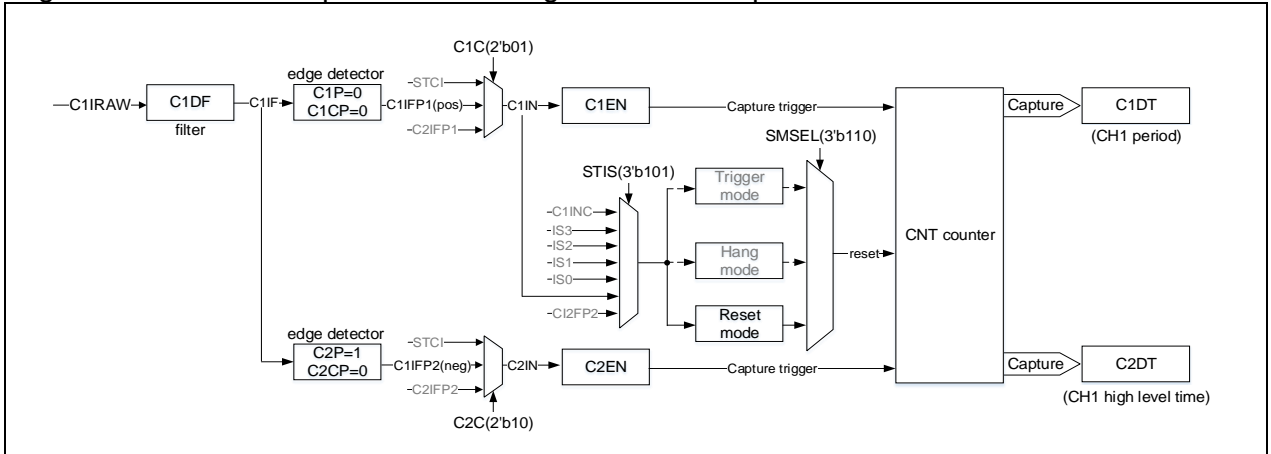 C1C(2'b01)
edge detector
C1P=0
C1CP=0
STCI
C1IRAW
C1DF
filter
C1IF
C1IFP1(pos)
C2IFP1
C1IN
C1EN
Capture trigger
Capture
C1DT
(CH1 period)
SMSEL(3'b110)
STIS(3'b101)
C1INC
IS3
IS2
IS1
IS0
CI2FP2
Trigger
mode
Hang
mode
Reset
mode
reset
CNT counter
edge detector
C2P=1
C2CP=0
STCI
C1IFP2(neg)
C2IFP2
C2IN
C2EN
Capture trigger
Capture
C2DT
(CH1 high level time)
C2C(2'b10)